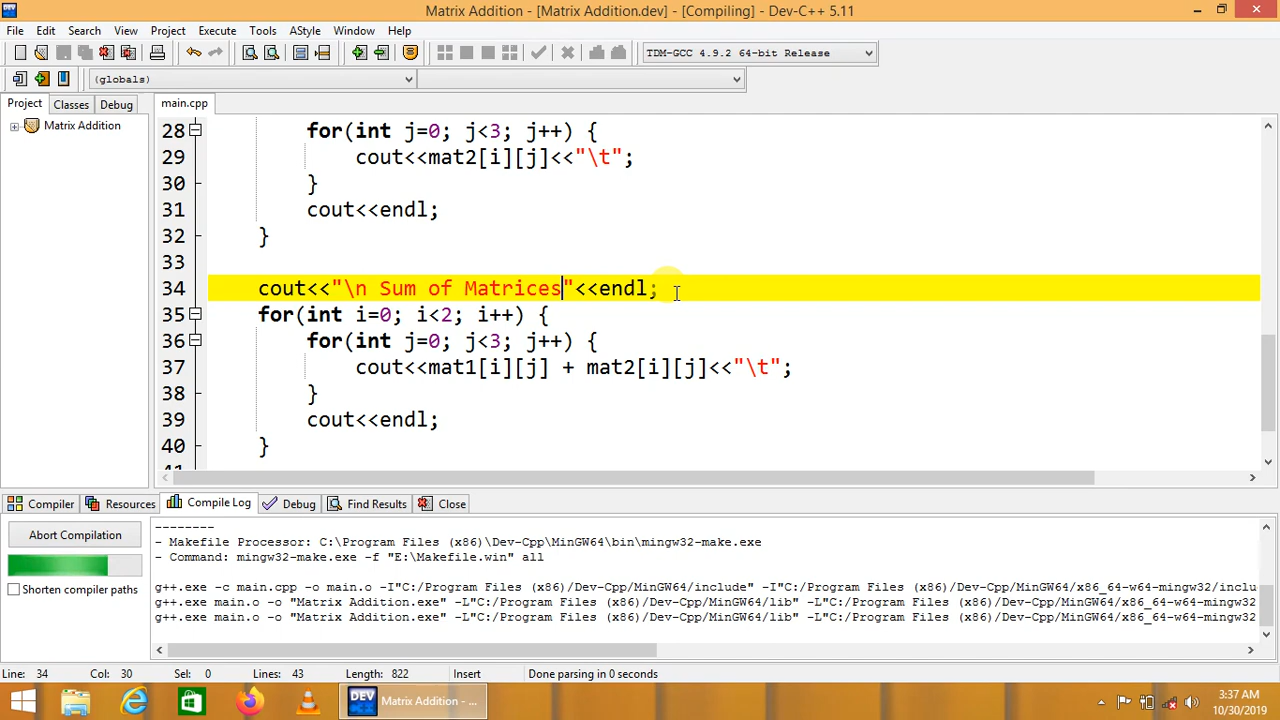 Matrix Addition - [Matrix Addition.dev] - [Compiling] - Dev-C++ 5.11
File Edit Search View Project Execute Tools AStyle Window Help
TDM-GCC 4.9.2 64-bit Release
(globals)
Project Classes Debug
main.cpp
Matrix Addition
28 for(int j=0; j<3; j++) {
29 cout<<mat2[i][j]<<"\t";
30 }
31 cout<<endl;
32 }
33
34 cout<<"\n Sum of Matrices"<<endl;
35 for(int i=0; i<2; i++) {
36 for(int j=0; j<3; j++) {
37 cout<<mat1[i][j] + mat2[i][j]<<"\t";
38 }
39 cout<<endl;
40 }
41
Compiler Resources Compile Log Debug Find Results Close
Abort Compilation
Shorten compiler paths
--------
- Makefile Processor: C:\Program Files (x86)\Dev-Cpp\MinGW64\bin\mingw32-make.exe
- Command: mingw32-make.exe -f "E:\Makefile.win" all
g++.exe -c main.cpp -o main.o -I"C:/Program Files (x86)/Dev-Cpp/MinGW64/include" -I"C:/Program Files (x86)/Dev-Cpp/MinGW64/x86_64-w64-mingw32/inclu
g++.exe main.o -o "Matrix Addition.exe" -L"C:/Program Files (x86)/Dev-Cpp/MinGW64/lib" -L"C:/Program Files (x86)/Dev-Cpp/MinGW64/x86_64-w64-mingw32
g++.exe main.o -o "Matrix Addition.exe" -L"C:/Program Files (x86)/Dev-Cpp/MinGW64/lib" -L"C:/Program Files (x86)/Dev-Cpp/MinGW64/x86_64-w64-mingw32
Line: 34 Col: 30 Sel: 0 Lines: 43 Length: 822 Insert Done parsing in 0 seconds
DEV Matrix Addition - ...
3:37 AM
10/30/2019